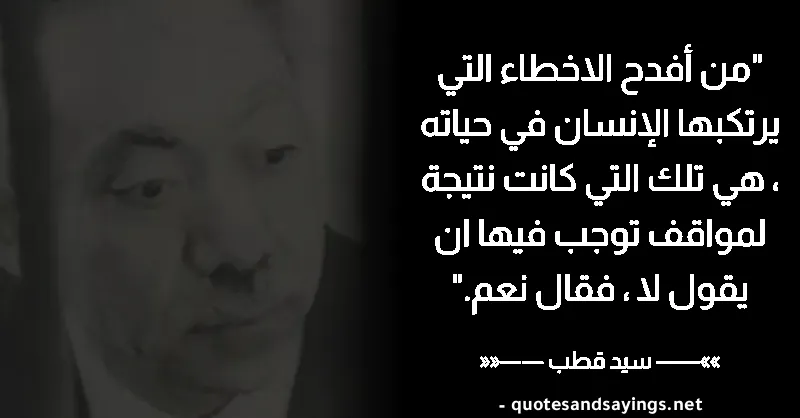 "من أفدح الاخطاء التي
يرتكبها الإنسان في حياته
، هي تلك التي كانت نتيجة
لمواقف توجب فيها ان
يقول لا ، فقال نعم."
»»—— سيد قطب ——««
- quotesandsayings.net